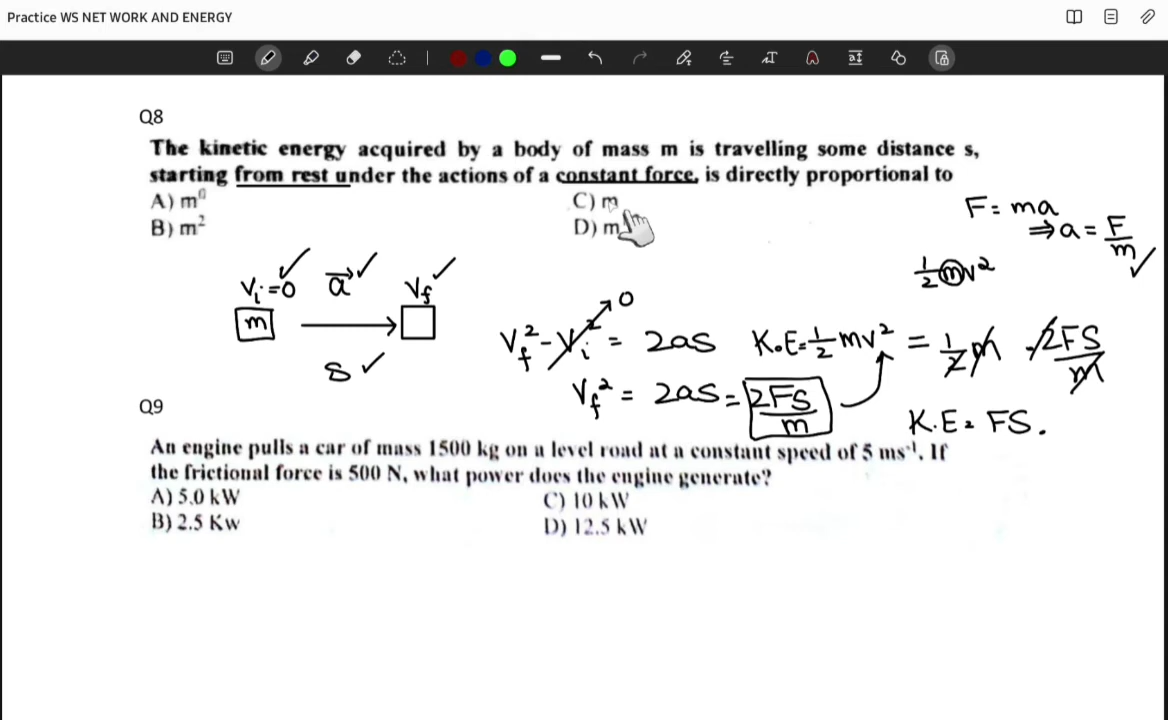 Practice WS NET WORK AND ENERGY
Q8
The kinetic energy acquired by a body of mass m is travelling some distance s,
starting from rest under the actions of a constant force, is directly proportional to
A) m⁰
C) m
B) m²
D) m
F = ma
⇒ a = F/m
½mv²
Vᵢ = 0
a⃗
V_f
m
s
V_f² - Vᵢ² = 2as
0
V_f² = 2as = 2FS/m
K.E = ½mv² = ½m · 2FS/m
K.E = FS.
Q9
An engine pulls a car of mass 1500 kg on a level road at a constant speed of 5 ms⁻¹. If
the frictional force is 500 N, what power does the engine generate?
A) 5.0 kW
C) 10 kW
B) 2.5 Kw
D) 12.5 kW